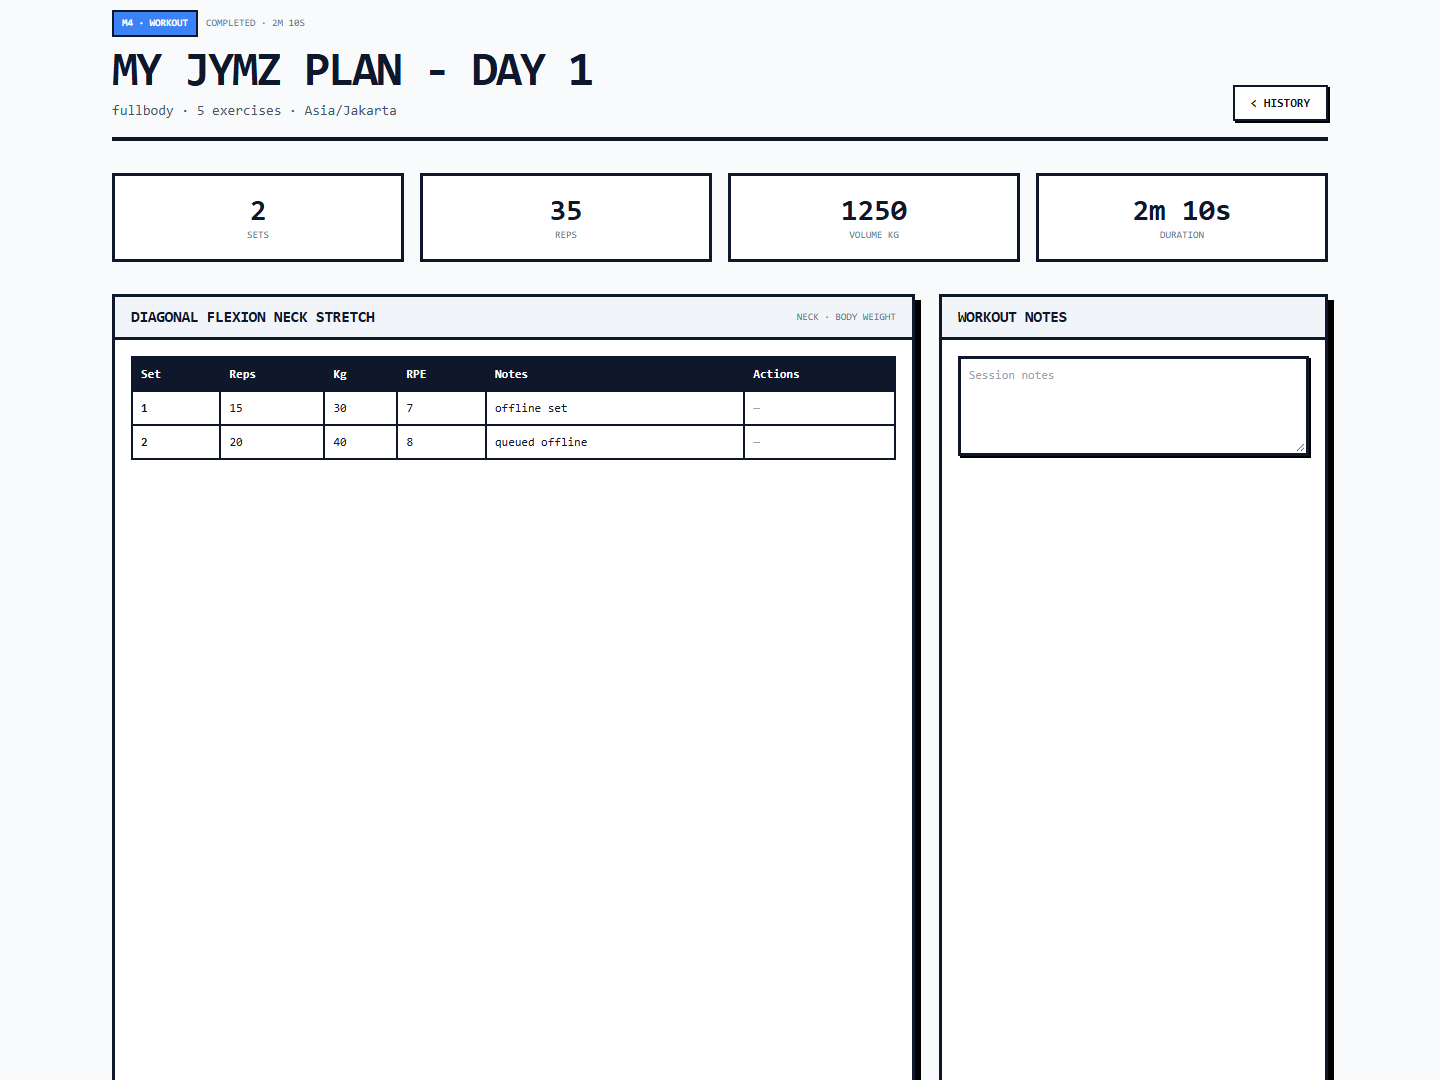 M4 · WORKOUT COMPLETED · 2M 10S
MY JYMZ PLAN - DAY 1
fullbody · 5 exercises · Asia/Jakarta
< HISTORY
2
SETS
35
REPS
1250
VOLUME KG
2m 10s
DURATION
DIAGONAL FLEXION NECK STRETCH NECK · BODY WEIGHT
Set Reps Kg RPE Notes Actions
1 15 30 7 offline set —
2 20 40 8 queued offline —
WORKOUT NOTES
Session notes